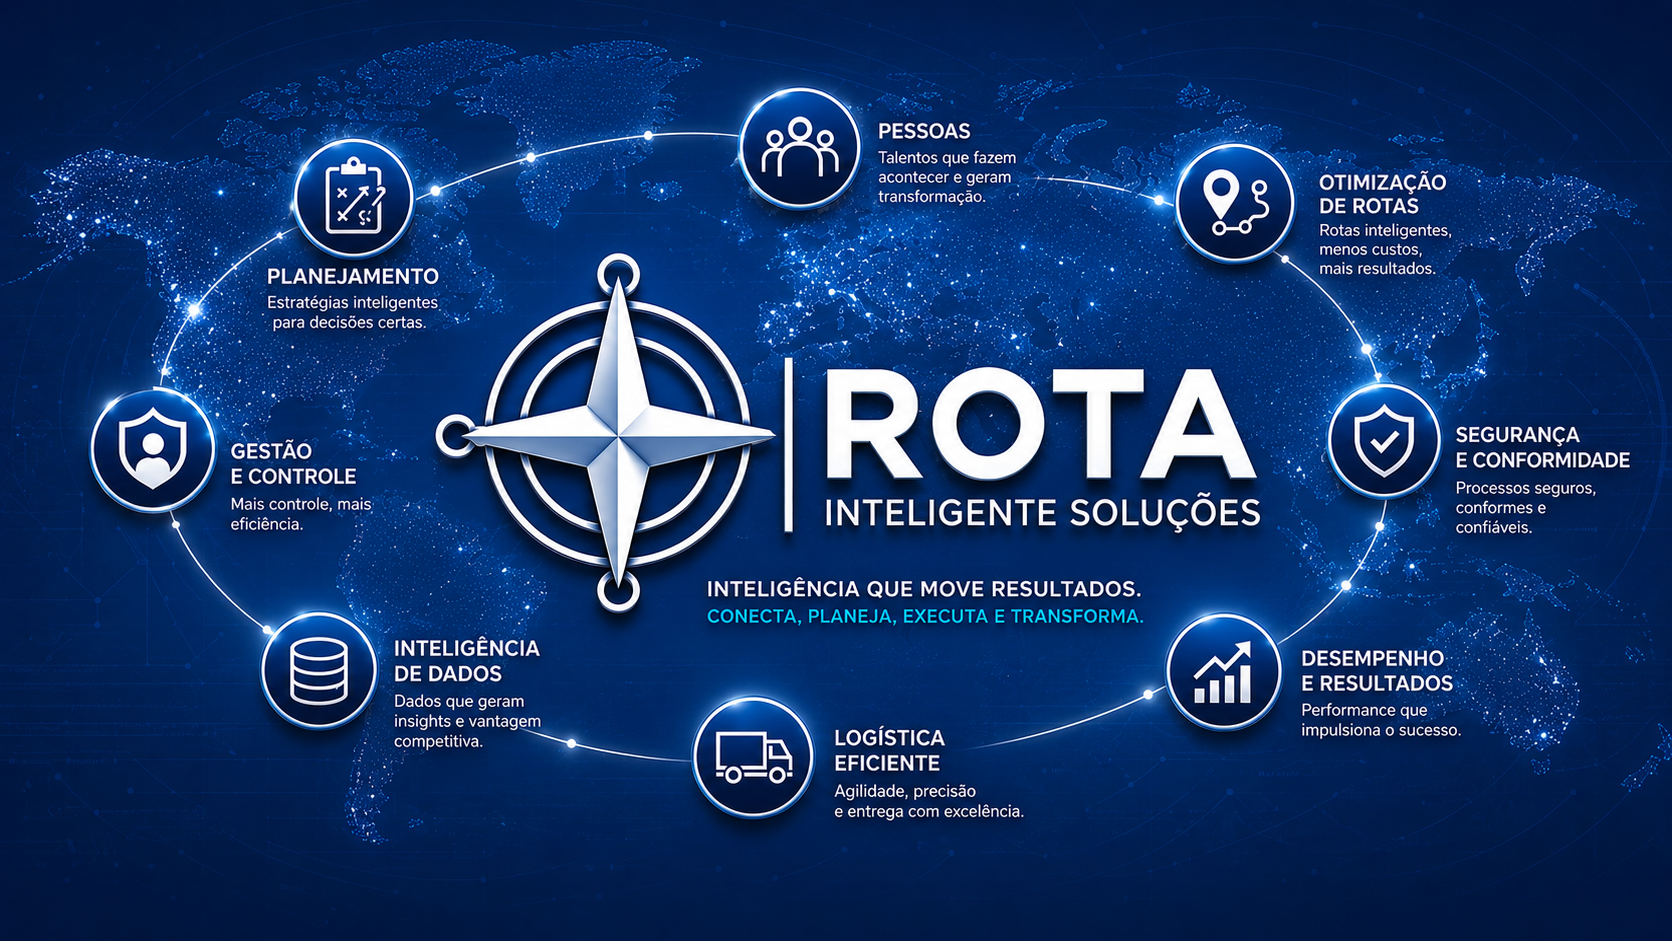 PESSOAS
Talentos que fazem
acontecer e geram
transformação.
OTIMIZAÇÃO
DE ROTAS
Rotas inteligentes,
menos custos,
mais resultados.
PLANEJAMENTO
Estratégias inteligentes
para decisões certas.
ROTA
INTELIGENTE SOLUÇÕES
INTELIGÊNCIA QUE MOVE RESULTADOS.
CONECTA, PLANEJA, EXECUTA E TRANSFORMA.
GESTÃO
E CONTROLE
Mais controle, mais
eficiência.
SEGURANÇA
E CONFORMIDADE
Processos seguros,
conformes e
confiáveis.
INTELIGÊNCIA
DE DADOS
Dados que geram
insights e vantagem
competitiva.
DESEMPENHO
E RESULTADOS
Performance que
impulsiona o sucesso.
LOGÍSTICA
EFICIENTE
Agilidade, precisão
e entrega com excelência.